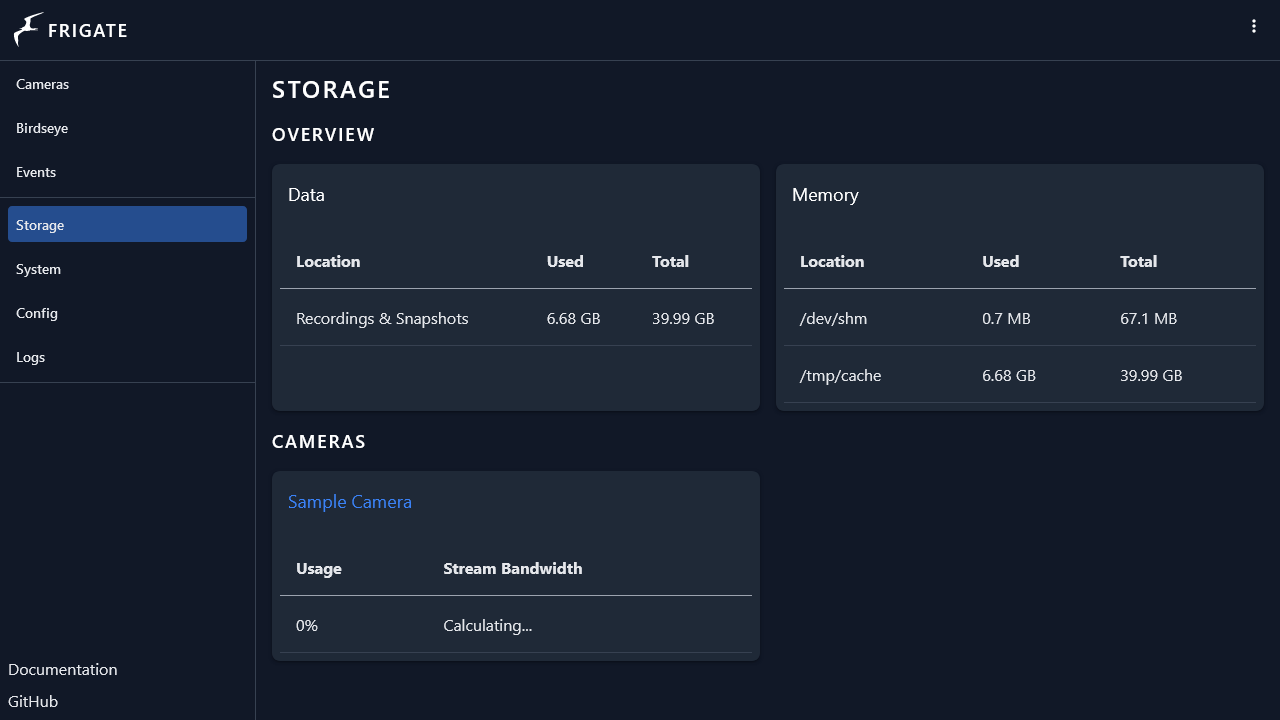 FRIGATE
Cameras
Birdseye
Events
Storage
System
Config
Logs
Documentation
GitHub
STORAGE
OVERVIEW
Data
Location Used Total
Recordings & Snapshots 6.68 GB 39.99 GB
Memory
Location Used Total
/dev/shm 0.7 MB 67.1 MB
/tmp/cache 6.68 GB 39.99 GB
CAMERAS
Sample Camera
Usage Stream Bandwidth
0% Calculating...